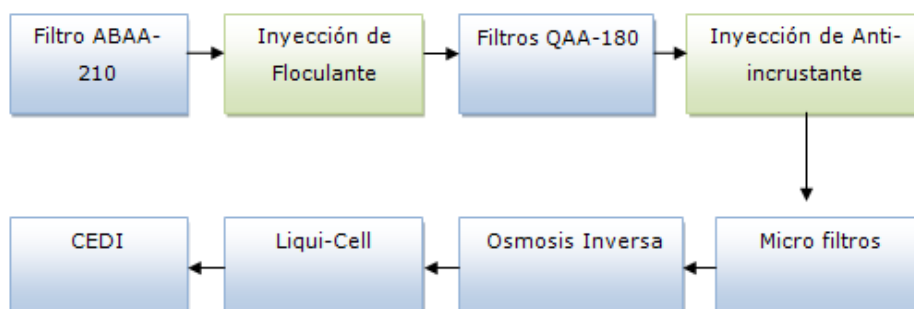 Filtro ABAA-
210
Inyección de
Floculante
Filtros QAA-180
Inyección de Anti-
incrustante
Micro filtros
Osmosis Inversa
Liqui-Cell
CEDI